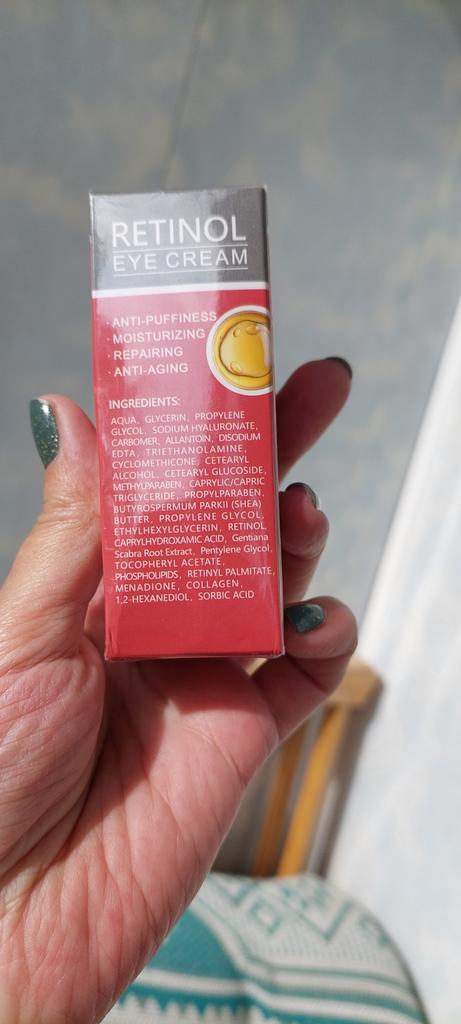 RETINOL
EYE CREAM
· ANTI-PUFFINESS
· MOISTURIZING
· REPAIRING
· ANTI-AGING
INGREDIENTS:
AQUA, GLYCERIN, PROPYLENE
GLYCOL, SODIUM HYALURONATE,
CARBOMER, ALLANTOIN, DISODIUM
EDTA, TRIETHANOLAMINE,
CYCLOMETHICONE, CETEARYL
ALCOHOL, CETEARYL GLUCOSIDE,
METHYLPARABEN, CAPRYLIC/CAPRIC
TRIGLYCERIDE, PROPYLPARABEN,
BUTYROSPERMUM PARKII (SHEA)
BUTTER, PROPYLENE GLYCOL,
ETHYLHEXYLGLYCERIN, RETINOL,
CAPRYLHYDROXAMIC ACID, Gentiana
Scabra Root Extract, Pentylene Glycol,
TOCOPHERYL ACETATE,
PHOSPHOLIPIDS, RETINYL PALMITATE,
MENADIONE, COLLAGEN,
1,2-HEXANEDIOL, SORBIC ACID